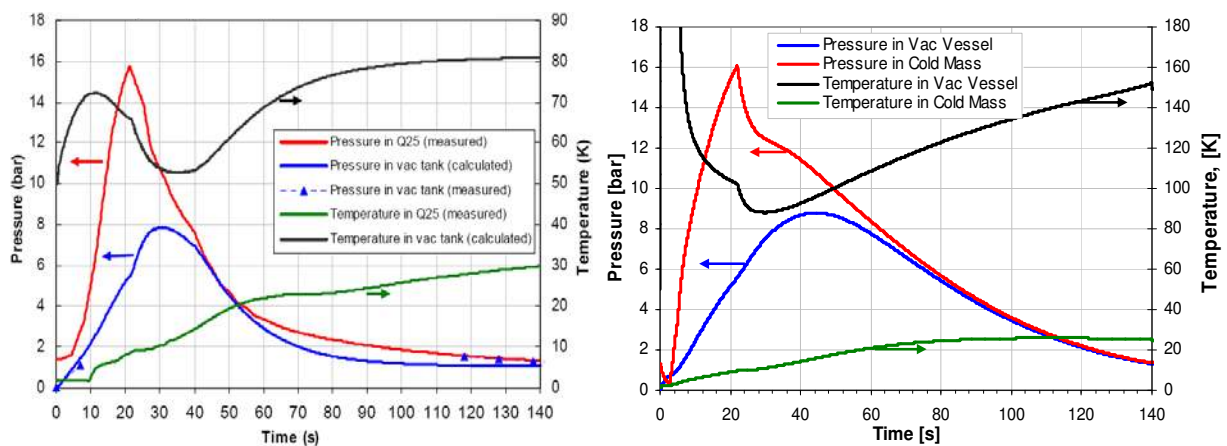 18
16
14
12
10
8
6
4
2
0
Pressure (bar)
90
80
70
60
50
40
30
20
10
0
Temperature (K)
Pressure in Q25 (measured)
Pressure in vac tank (calculated)
Pressure in vac tank (measured)
Temperature in Q25 (measured)
Temperature in vac tank (calculated)
0 10 20 30 40 50 60 70 80 90 100 110 120 130 140
Time (s)
18
16
14
12
10
8
6
4
2
0
Pressure [bar]
Pressure in Vac Vessel
Pressure in Cold Mass
Temperature in Vac Vessel
Temperature in Cold Mass
180
160
140
120
100
80
60
40
20
0
Temperature, [K]
0 20 40 60 80 100 120 140
Time [s]